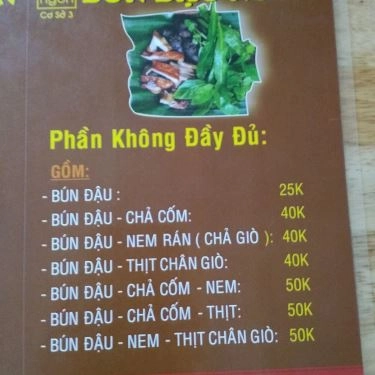 ngon
Cơ Sở 3
BÚN
Phần Không Đầy Đủ:
GỒM:
- BÚN ĐẬU : 25K
- BÚN ĐẬU - CHẢ CỐM: 40K
- BÚN ĐẬU - NEM RÁN ( CHẢ GIÒ ): 40K
- BÚN ĐẬU - THỊT CHÂN GIÒ: 40K
- BÚN ĐẬU - CHẢ CỐM - NEM: 50K
- BÚN ĐẬU - CHẢ CỐM - THỊT: 50K
- BÚN ĐẬU - NEM - THỊT CHÂN GIÒ: 50K